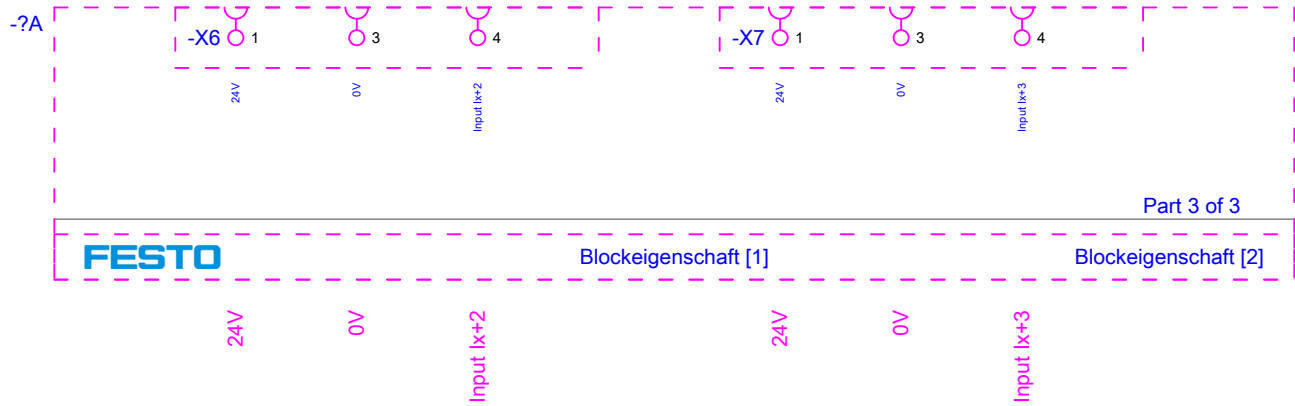 -?A
-X6 1 3 4 -X7 1 3 4
24V 0V Input Ix+2 24V 0V Input Ix+3
Part 3 of 3
FESTO Blockeigenschaft [1] Blockeigenschaft [2]
24V 0V Input Ix+2 24V 0V Input Ix+3